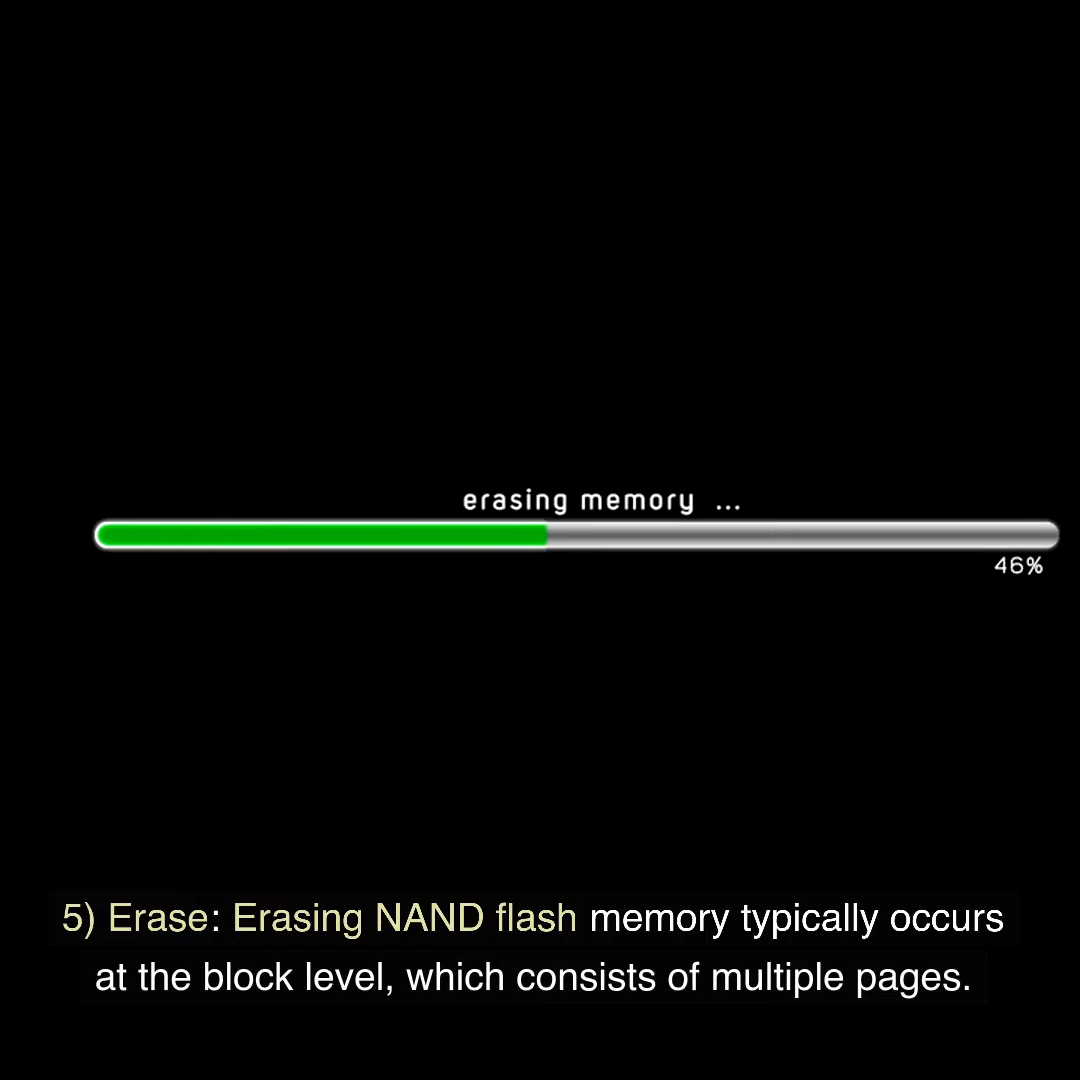 erasing memory ...
46%
5) Erase: Erasing NAND flash memory typically occurs
at the block level, which consists of multiple pages.